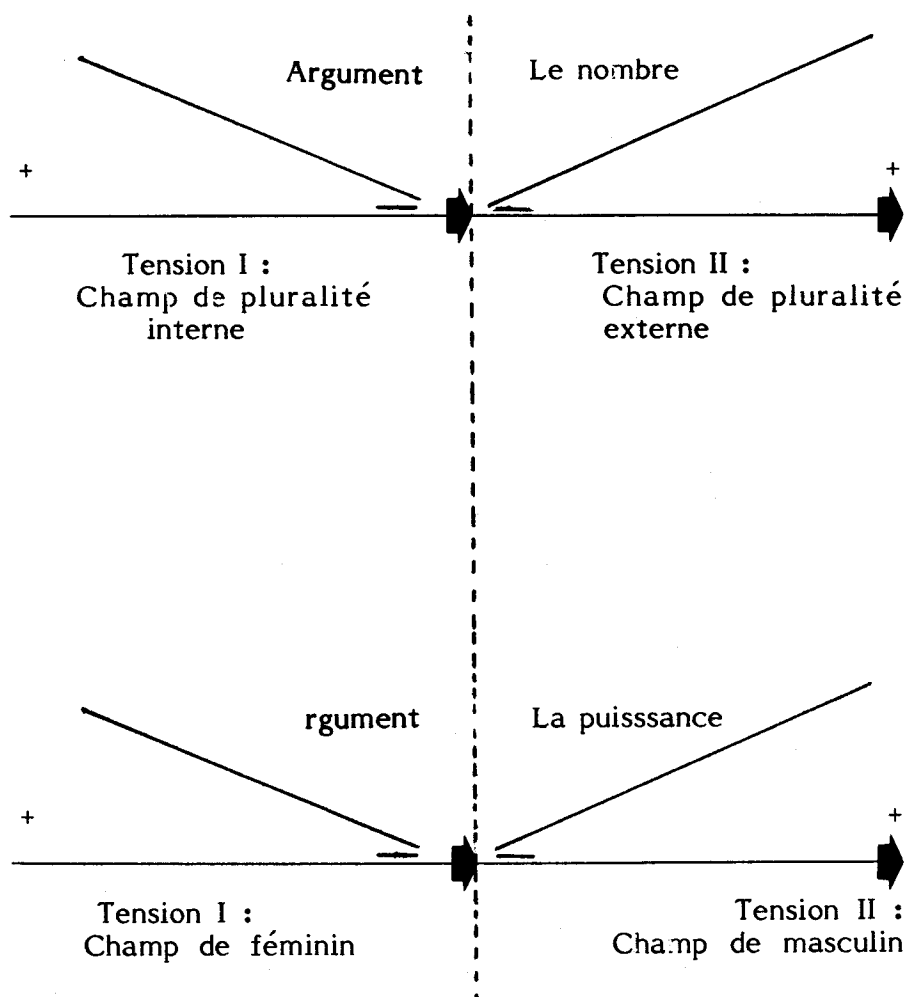 Argument Le nombre
+ +
Tension I :
Champ de pluralité
interne
Tension II :
Champ de pluralité
externe
rgument La puisssance
+ +
Tension I :
Champ de féminin
Tension II :
Champ de masculin